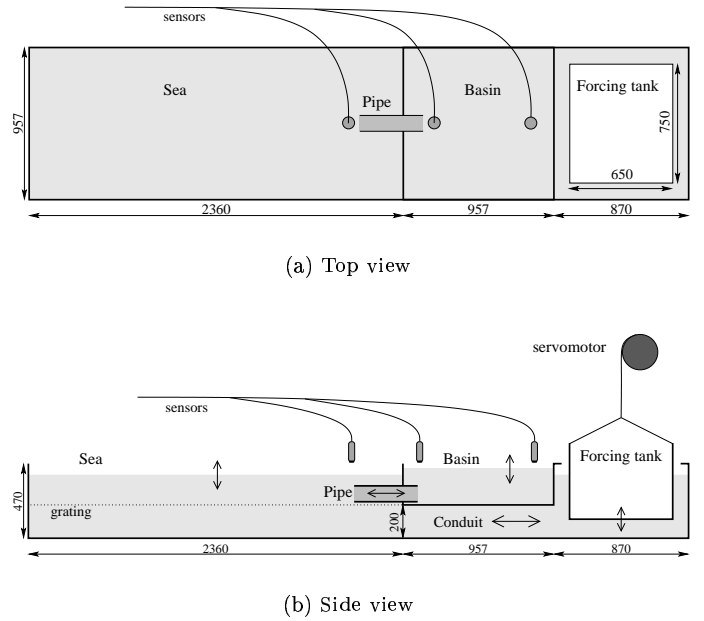 sensors
Sea
Pipe
Basin
Forcing tank
957
750
650
2360
957
870
(a) Top view
servomotor
sensors
Sea
Basin
Forcing tank
470
Pipe
grating
200
Conduit
2360
957
870
(b) Side view